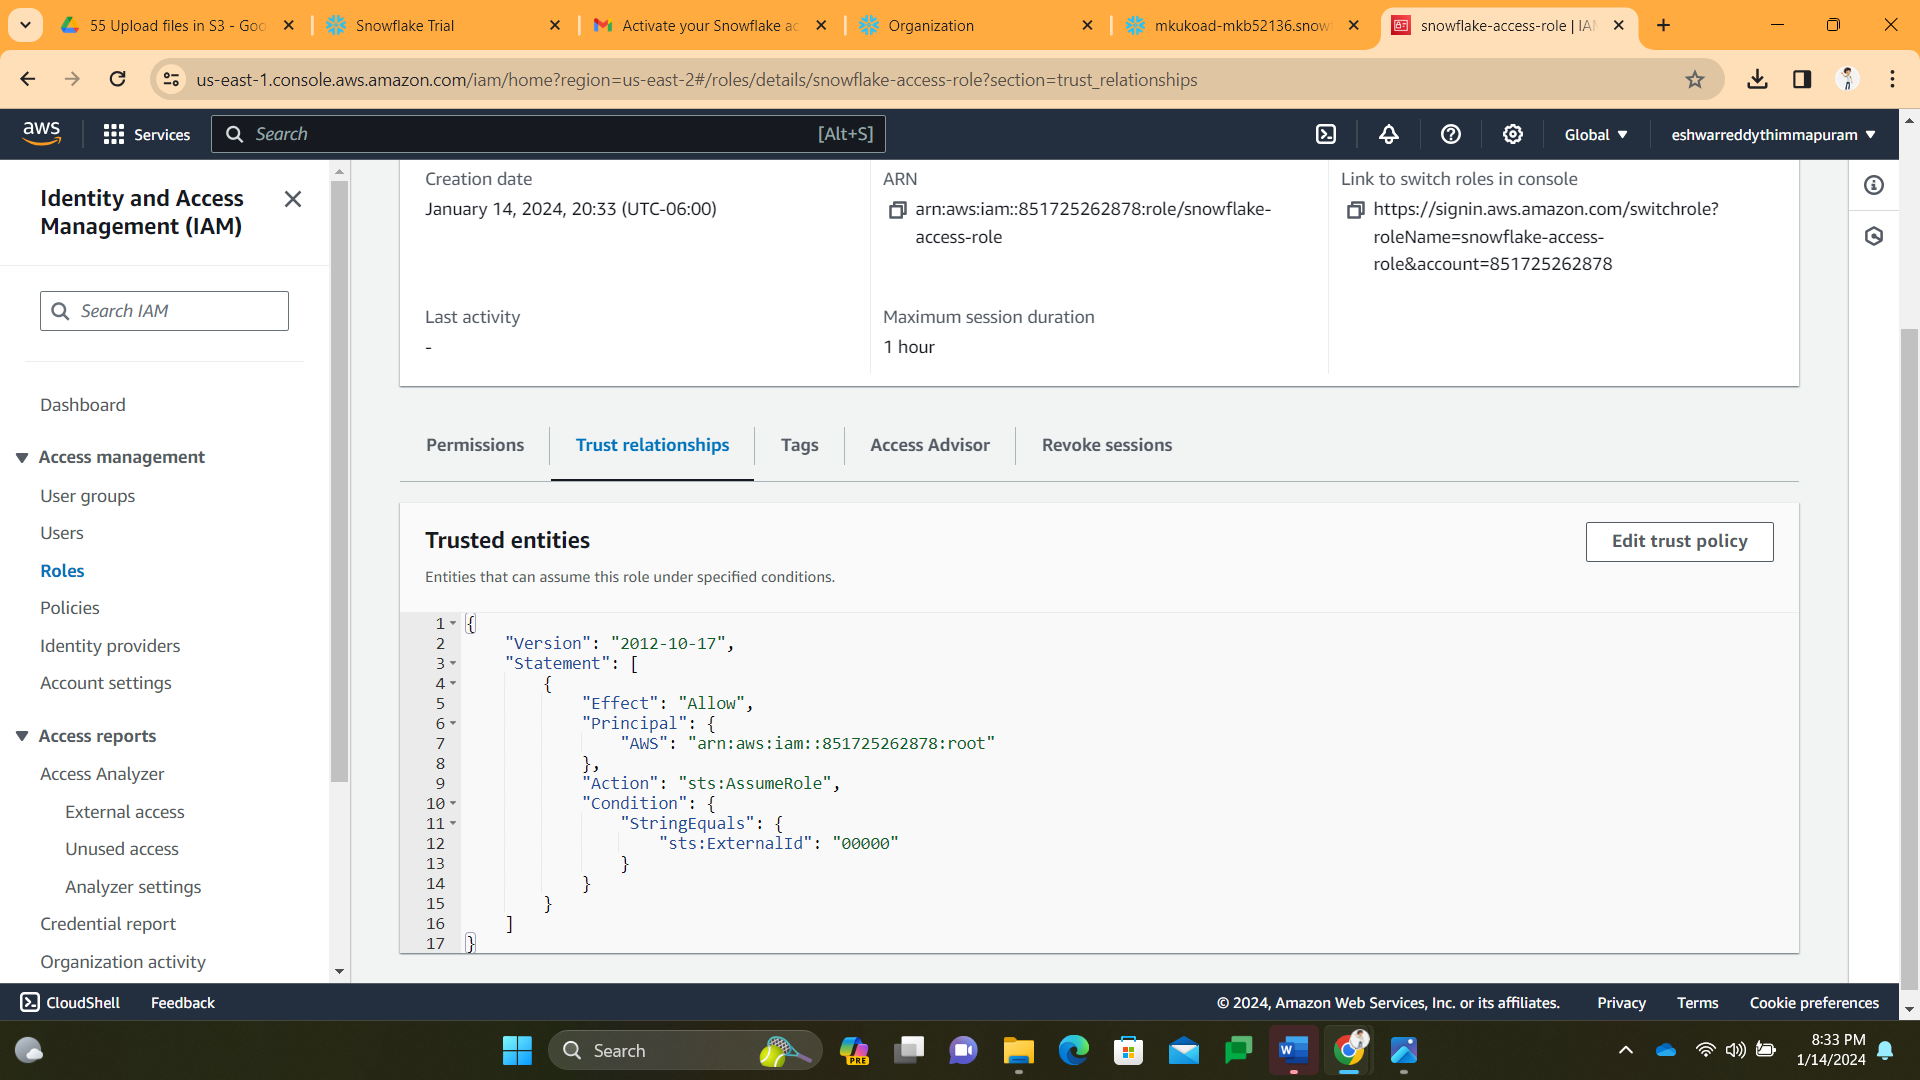 55 Upload files in S3 - Goo
Snowflake Trial
Activate your Snowflake ac
Organization
mkukoad-mkb52136.snow
snowflake-access-role | IA
us-east-1.console.aws.amazon.com/iam/home?region=us-east-2#/roles/details/snowflake-access-role?section=trust_relationships
aws
Services
Search
[Alt+S]
Global
eshwarreddythimmapuram
Identity and Access
Management (IAM)
Search IAM
Dashboard
Access management
User groups
Users
Roles
Policies
Identity providers
Account settings
Access reports
Access Analyzer
External access
Unused access
Analyzer settings
Credential report
Organization activity
Creation date
January 14, 2024, 20:33 (UTC-06:00)
ARN
arn:aws:iam::851725262878:role/snowflake-
access-role
Link to switch roles in console
https://signin.aws.amazon.com/switchrole?
roleName=snowflake-access-
role&account=851725262878
Last activity
-
Maximum session duration
1 hour
Permissions
Trust relationships
Tags
Access Advisor
Revoke sessions
Trusted entities
Edit trust policy
Entities that can assume this role under specified conditions.
1 {
2 "Version": "2012-10-17",
3 "Statement": [
4 {
5 "Effect": "Allow",
6 "Principal": {
7 "AWS": "arn:aws:iam::851725262878:root"
8 },
9 "Action": "sts:AssumeRole",
10 "Condition": {
11 "StringEquals": {
12 "sts:ExternalId": "00000"
13 }
14 }
15 }
16 ]
17 }
CloudShell
Feedback
© 2024, Amazon Web Services, Inc. or its affiliates.
Privacy
Terms
Cookie preferences
Search
PRE
W
8:33 PM
1/14/2024